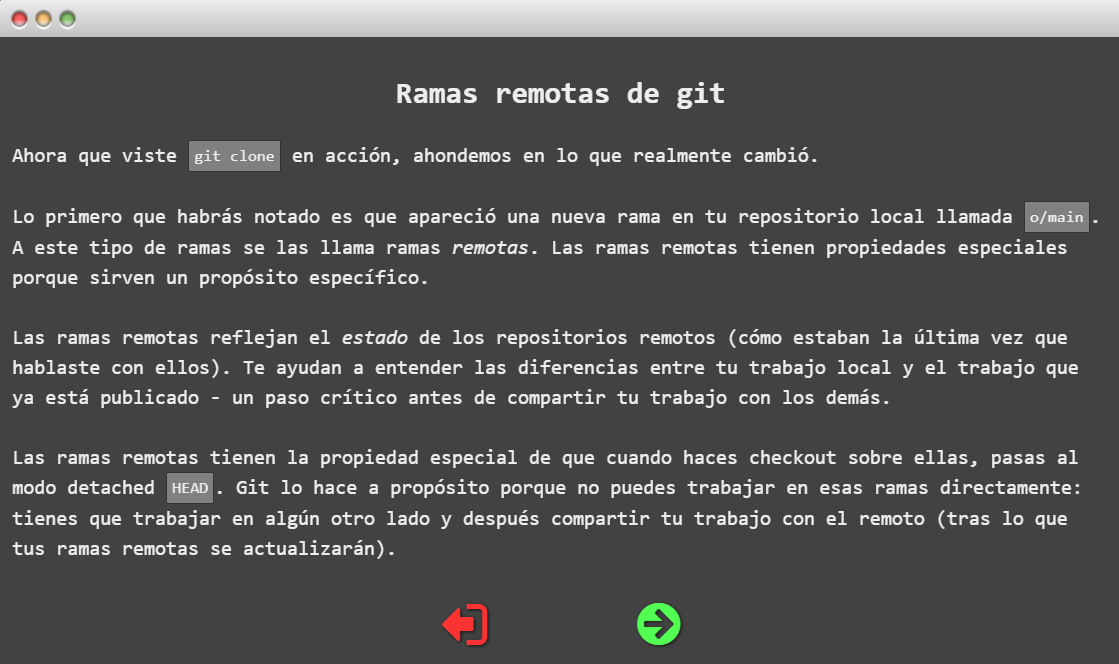 Ramas remotas de git
Ahora que viste git clone en acción, ahondemos en lo que realmente cambió.
Lo primero que habrás notado es que apareció una nueva rama en tu repositorio local llamada o/main.
A este tipo de ramas se las llama ramas remotas. Las ramas remotas tienen propiedades especiales
porque sirven un propósito específico.
Las ramas remotas reflejan el estado de los repositorios remotos (cómo estaban la última vez que
hablaste con ellos). Te ayudan a entender las diferencias entre tu trabajo local y el trabajo que
ya está publicado - un paso crítico antes de compartir tu trabajo con los demás.
Las ramas remotas tienen la propiedad especial de que cuando haces checkout sobre ellas, pasas al
modo detached HEAD. Git lo hace a propósito porque no puedes trabajar en esas ramas directamente:
tienes que trabajar en algún otro lado y después compartir tu trabajo con el remoto (tras lo que
tus ramas remotas se actualizarán).